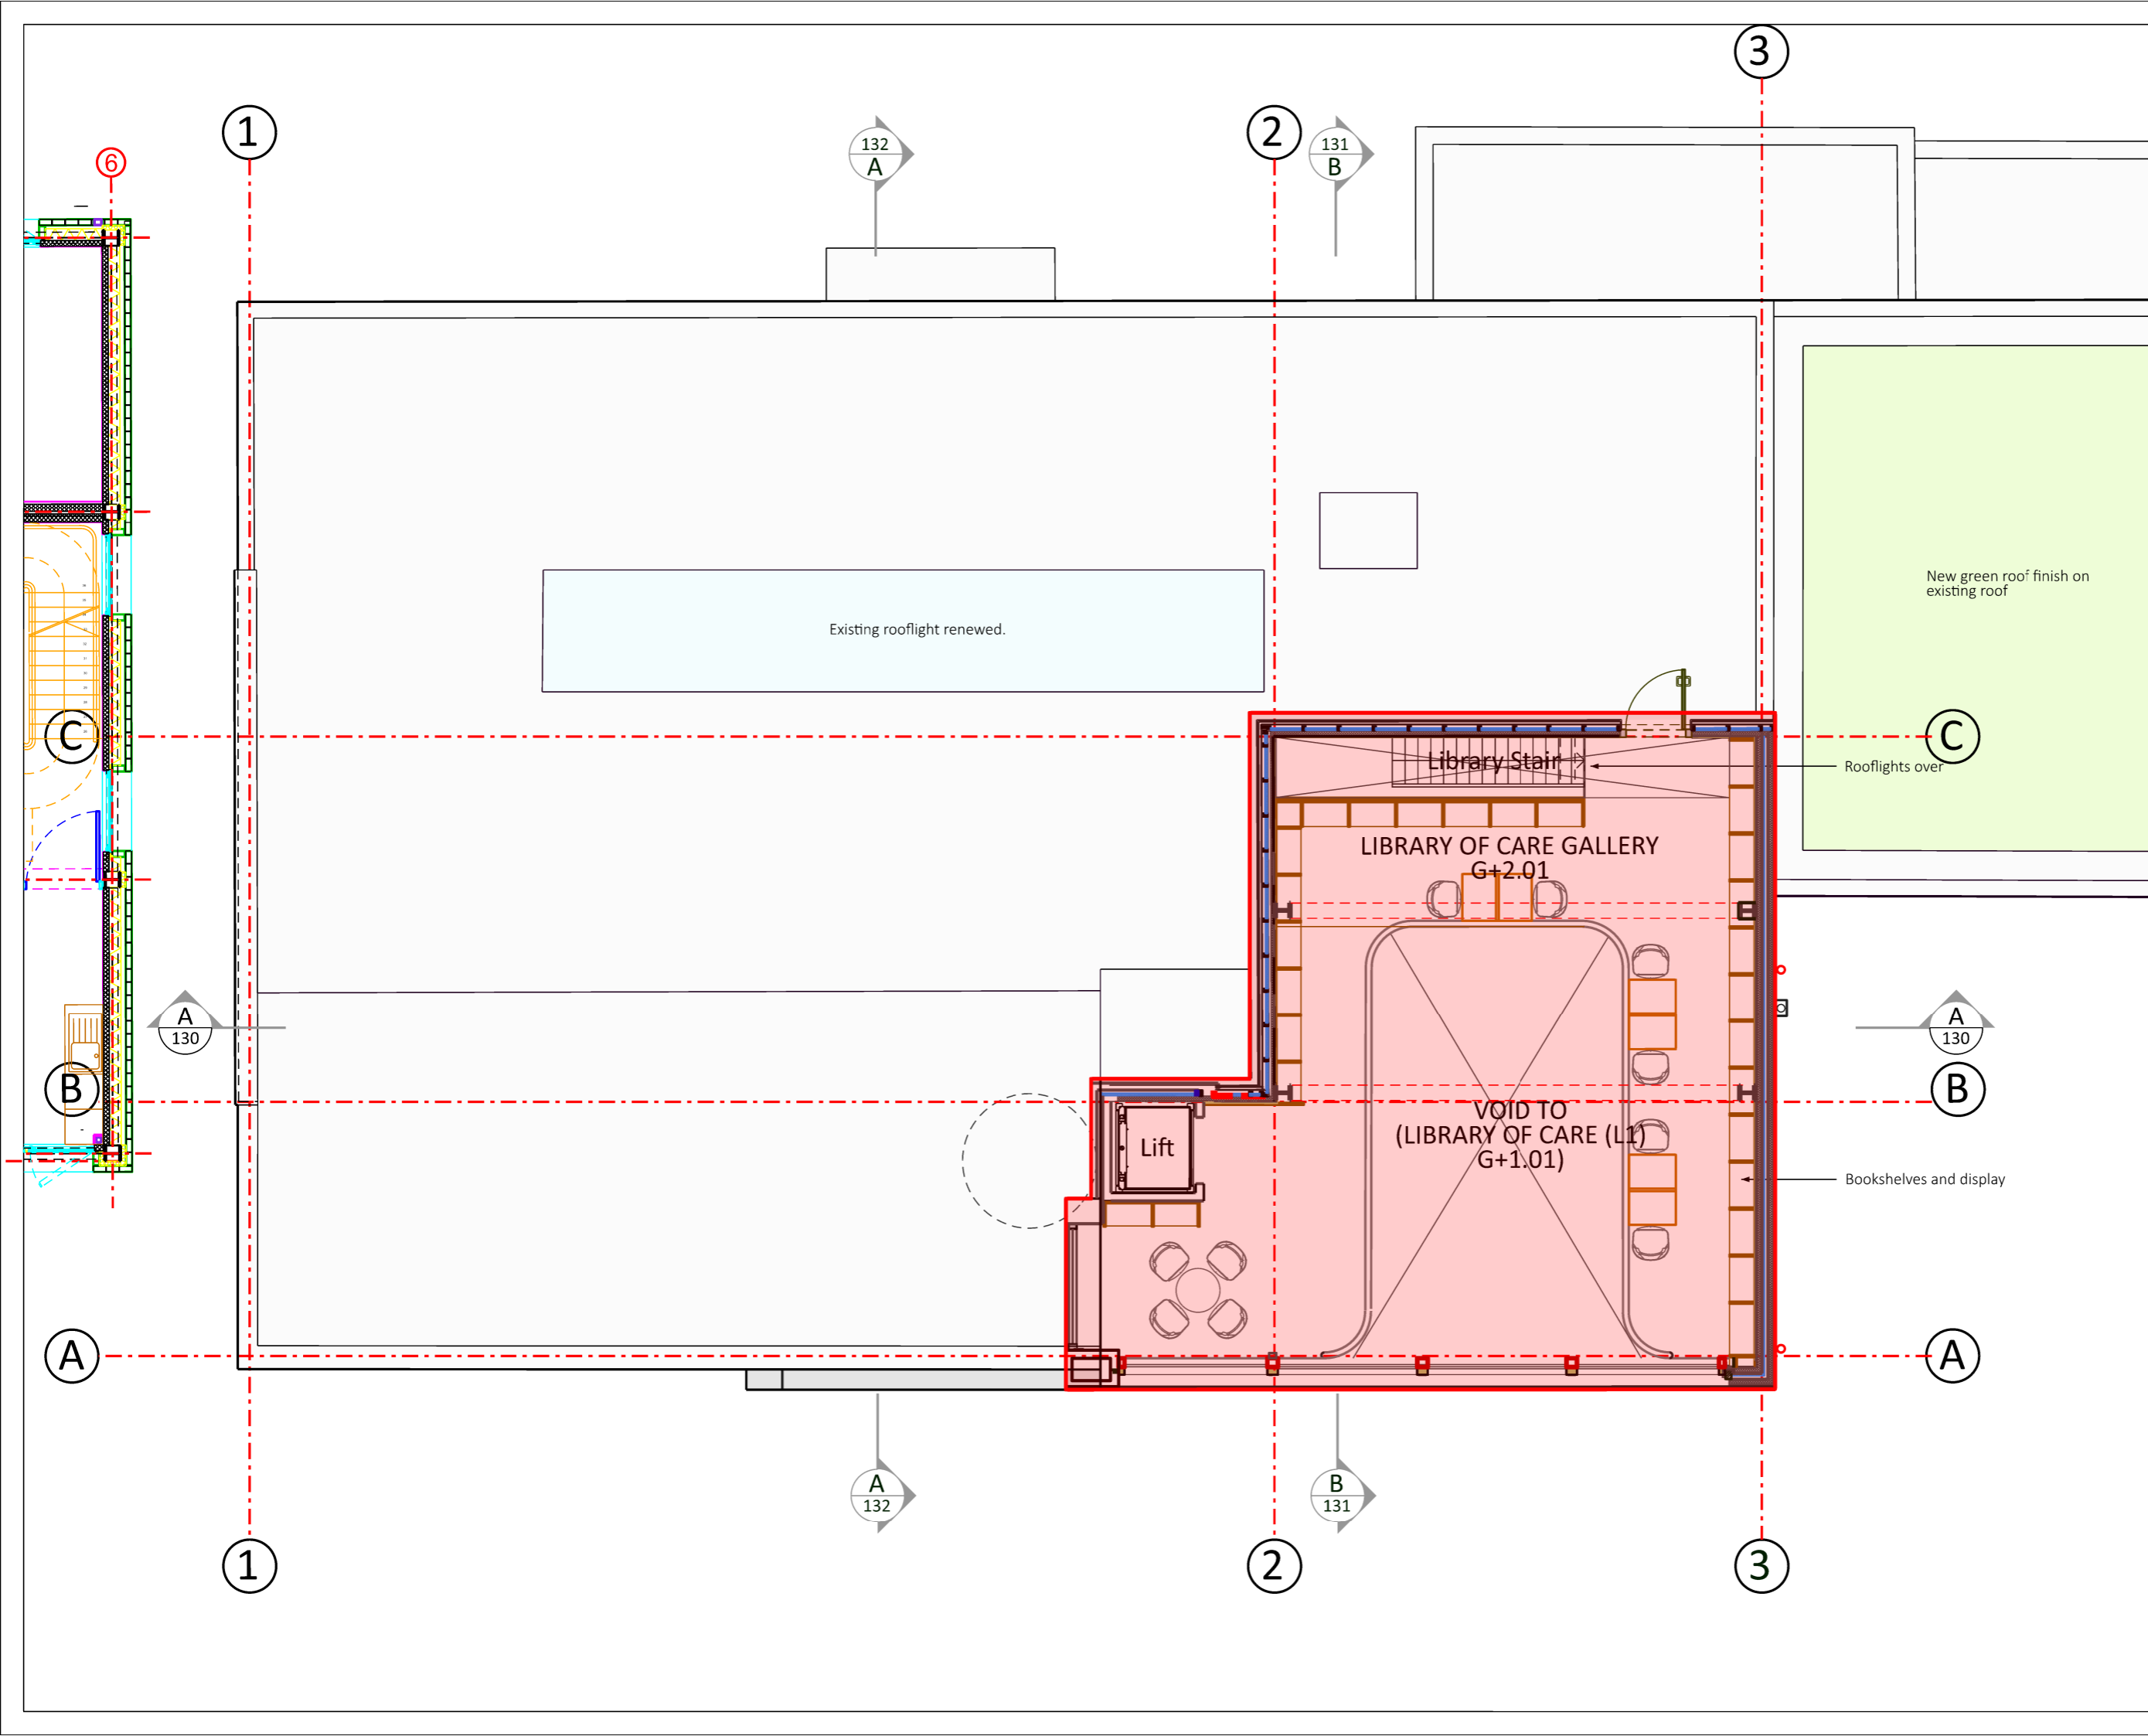 3
1
132
A
2
131
B
6
New green roof finish on
existing roof
Existing rooflight renewed.
C
C
Library Stair
Rooflights over
LIBRARY OF CARE GALLERY
G+2.01
A
130
A
130
B
B
VOID TO
(LIBRARY OF CARE (L1)
G+1.01)
Lift
Bookshelves and display
A
A
A
132
B
131
1
2
3